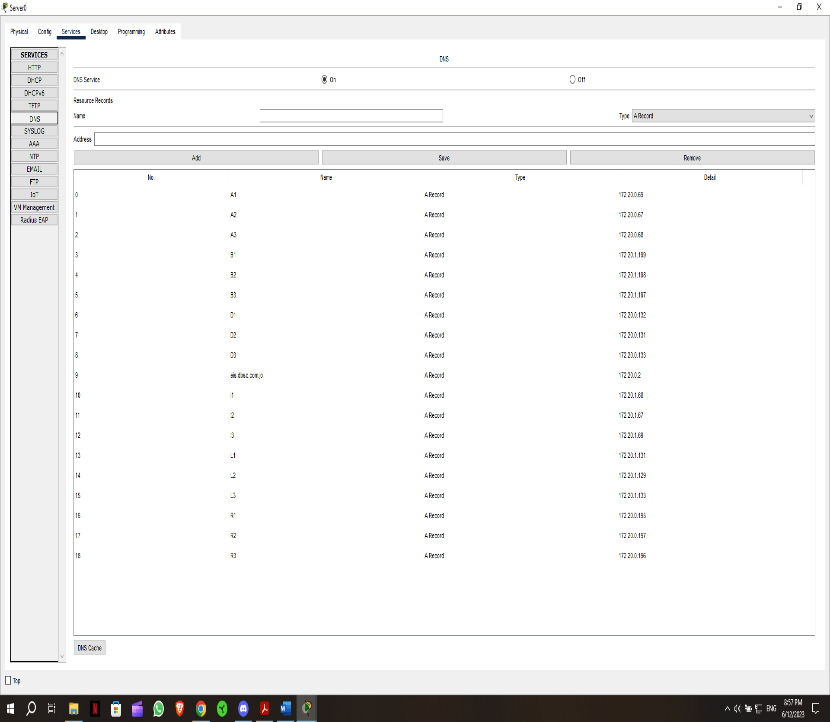 Server0
Physical Config Services Desktop Programming Attributes
SERVICES
HTTP
DHCP
DHCPv6
TFTP
DNS
SYSLOG
AAA
NTP
EMAIL
FTP
IoT
VM Management
Radius EAP
DNS
DNS Service On Off
Resource Records
Name Type A Record
Address
Add Save Remove
No. Name Type Detail
0 A1 A Record 172.20.0.69
1 A2 A Record 172.20.0.67
2 A3 A Record 172.20.0.68
3 B1 A Record 172.20.1.199
4 B2 A Record 172.20.1.198
5 B3 A Record 172.20.1.197
6 D1 A Record 172.20.0.132
7 D2 A Record 172.20.0.131
8 D3 A Record 172.20.0.133
9 A Record 172.20.0.2
10 I1 A Record 172.20.1.68
11 I2 A Record 172.20.1.67
12 I3 A Record 172.20.1.69
13 L1 A Record 172.20.1.131
14 L2 A Record 172.20.1.129
15 L3 A Record 172.20.1.133
16 R1 A Record 172.20.0.195
17 R2 A Record 172.20.0.197
18 R3 A Record 172.20.0.196
DNS Cache
Top
ENG
8:57 PM
6/12/2023